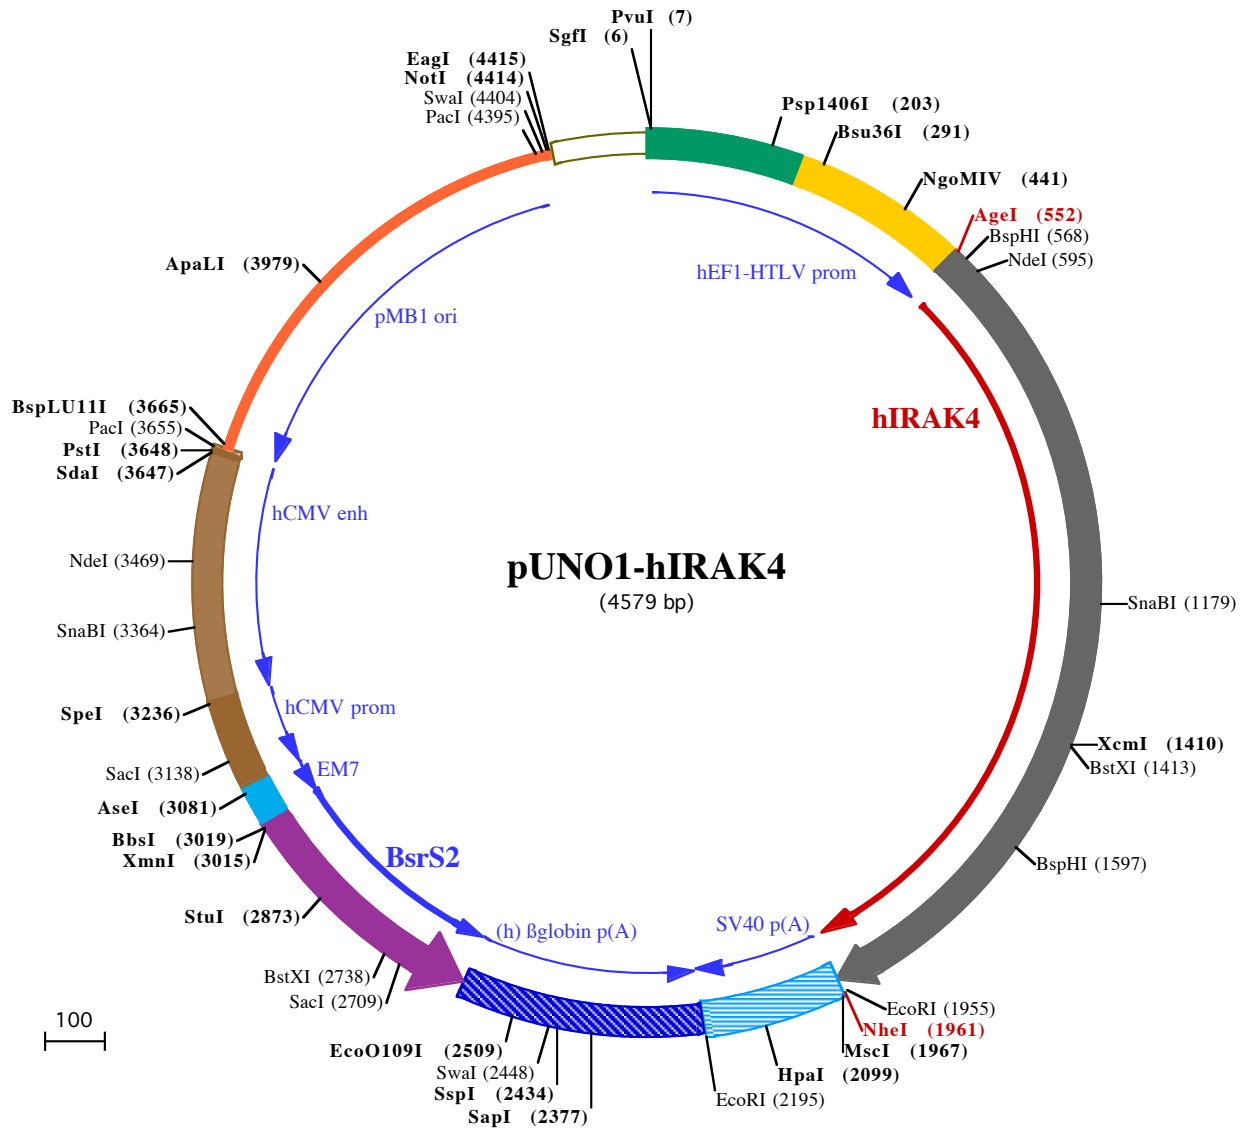 PvuI (7)
SgfI (6)
EagI (4415)
NotI (4414)
SwaI (4404)
PacI (4395)
Psp1406I (203)
Bsu36I (291)
NgoMIV (441)
AgeI (552)
BspHI (568)
NdeI (595)
hEF1-HTLV prom
ApaLI (3979)
pMB1 ori
BspLU11I (3665)
PacI (3655)
PstI (3648)
SdaI (3647)
hIRAK4
hCMV enh
NdeI (3469)
pUNO1-hIRAK4
(4579 bp)
SnaBI (1179)
SnaBI (3364)
SpeI (3236)
hCMV prom
XcmI (1410)
BstXI (1413)
SacI (3138)
EM7
AseI (3081)
BbsI (3019)
XmnI (3015)
BsrS2
BspHI (1597)
StuI (2873)
(h) ßglobin p(A)
SV40 p(A)
BstXI (2738)
SacI (2709)
EcoRI (1955)
NheI (1961)
MscI (1967)
HpaI (2099)
EcoRI (2195)
100
EcoO109I (2509)
SwaI (2448)
SspI (2434)
SapI (2377)